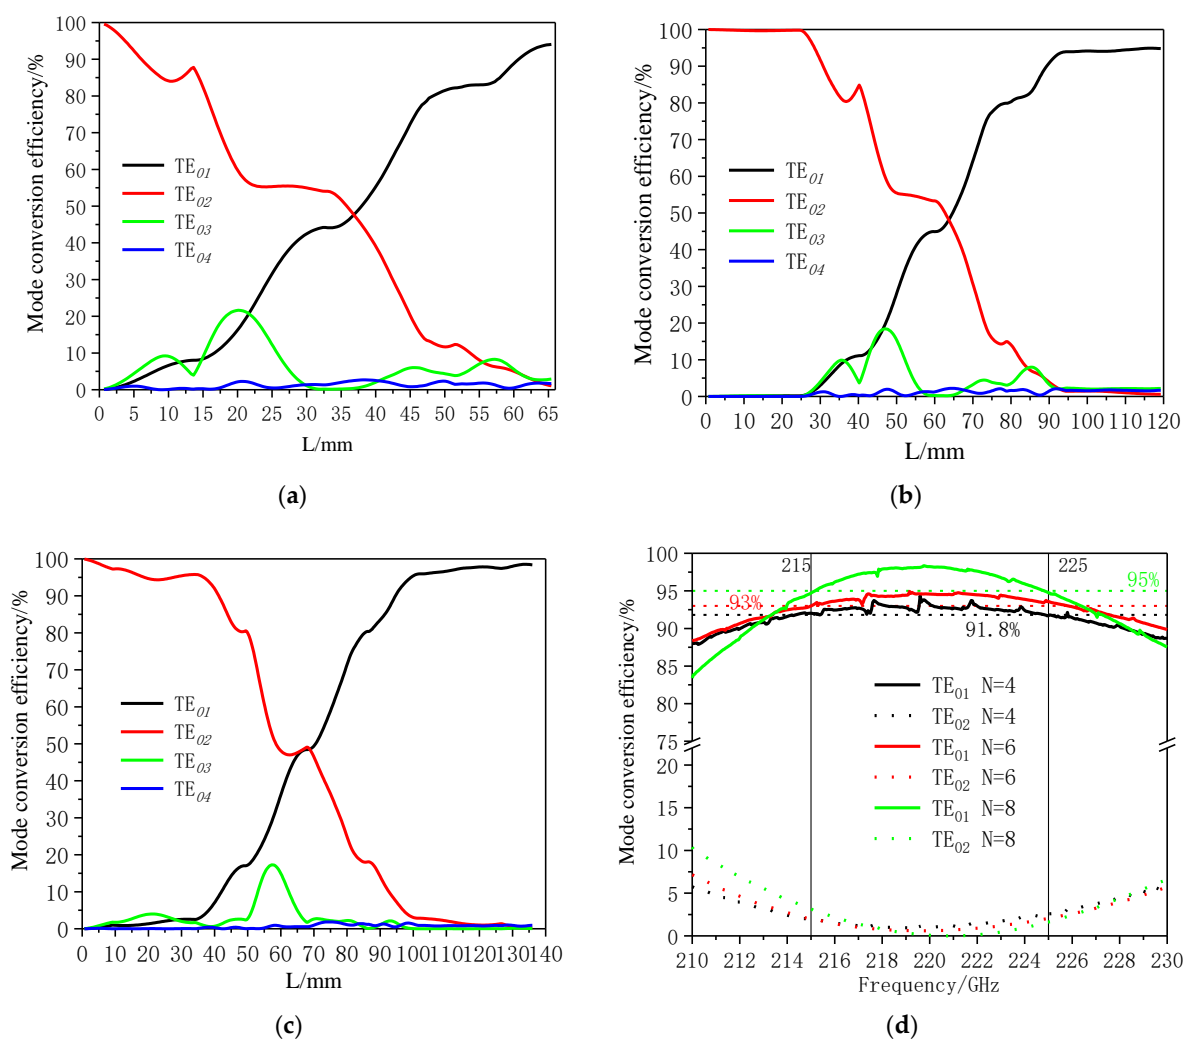 Mode conversion efficiency/%
100
90
80
70
60
50
40
30
20
10
0
TE01
TE02
TE03
TE04
0 5 10 15 20 25 30 35 40 45 50 55 60 65
L/mm
(a)
Mode conversion efficiency/%
100
90
80
70
60
50
40
30
20
10
0
TE01
TE02
TE03
TE04
0 10 20 30 40 50 60 70 80 90 100 110 120
L/mm
(b)
Mode conversion efficiency/%
100
90
80
70
60
50
40
30
20
10
0
TE01
TE02
TE03
TE04
0 10 20 30 40 50 60 70 80 90 100 110 120 130 140
L/mm
(c)
Mode conversion efficiency/%
100
95
90
85
80
75
20
15
10
5
0
215
225
95%
93%
91.8%
TE01 N=4
TE02 N=4
TE01 N=6
TE02 N=6
TE01 N=8
TE02 N=8
210 212 214 216 218 220 222 224 226 228 230
Frequency/GHz
(d)